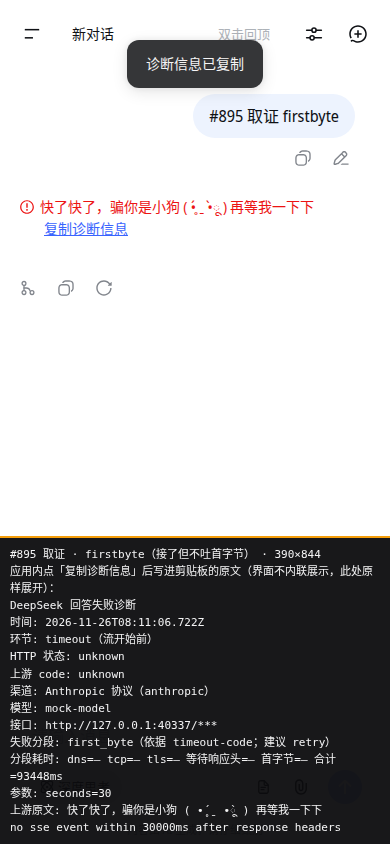 新对话
双击回顶
诊断信息已复制
#895 取证 firstbyte
快了快了，骗你是小狗 ( •̥́ ˍ •̀ू ) 再等我一下下
复制诊断信息
#895 取证 · firstbyte（接了但不吐首字节） · 390×844
应用内点「复制诊断信息」后写进剪贴板的原文（界面不内联展示，此处原
样展开）：
DeepSeek 回答失败诊断
时间: 2026-11-26T08:11:06.722Z
环节: timeout（流开始前）
HTTP 状态: unknown
上游 code: unknown
渠道: Anthropic 协议（anthropic）
模型: mock-model
接口: http://127.0.0.1:40337/***
失败分段: first_byte（依据 timeout-code；建议 retry）
分段耗时: dns=— tcp=— tls=— 等待响应头=— 首字节=— 合计
=93448ms
参数: seconds=30
上游原文: 快了快了，骗你是小狗 ( •̥́ ˍ •̀ू ) 再等我一下下
no sse event within 30000ms after response headers